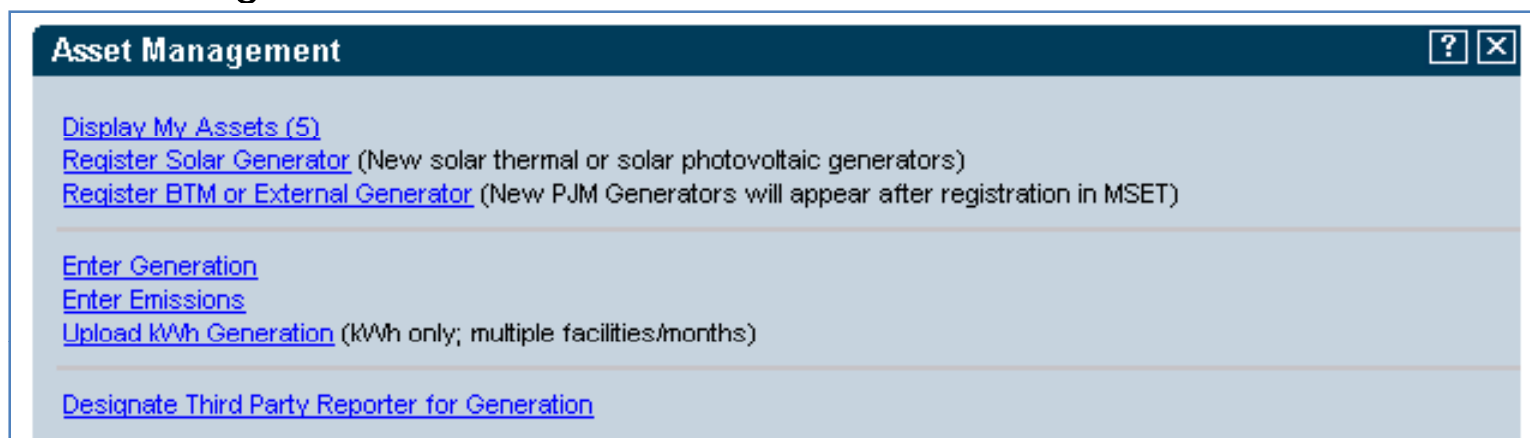 Asset Management
Display My Assets (5)
Register Solar Generator (New solar thermal or solar photovoltaic generators)
Register BTM or External Generator (New PJM Generators will appear after registration in MSET)
Enter Generation
Enter Emissions
Upload kWh Generation (kWh only; multiple facilities/months)
Designate Third Party Reporter for Generation